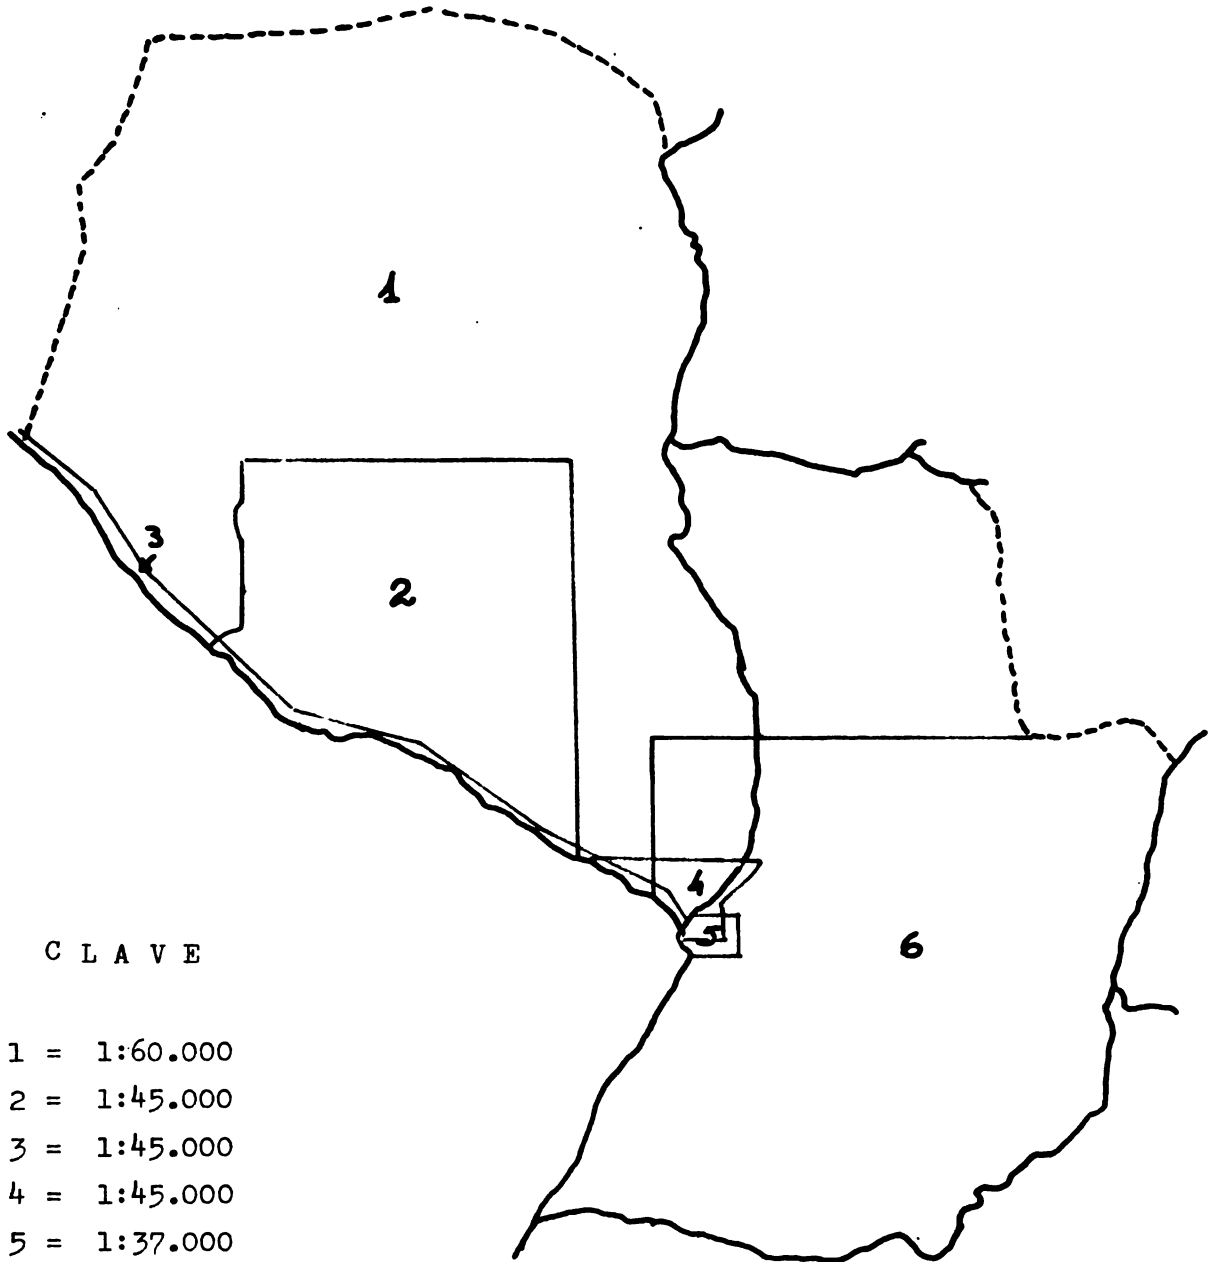 1
3
2
4
5
6
C L A V E
1 = 1:60.000
2 = 1:45.000
3 = 1:45.000
4 = 1:45.000
5 = 1:37.000